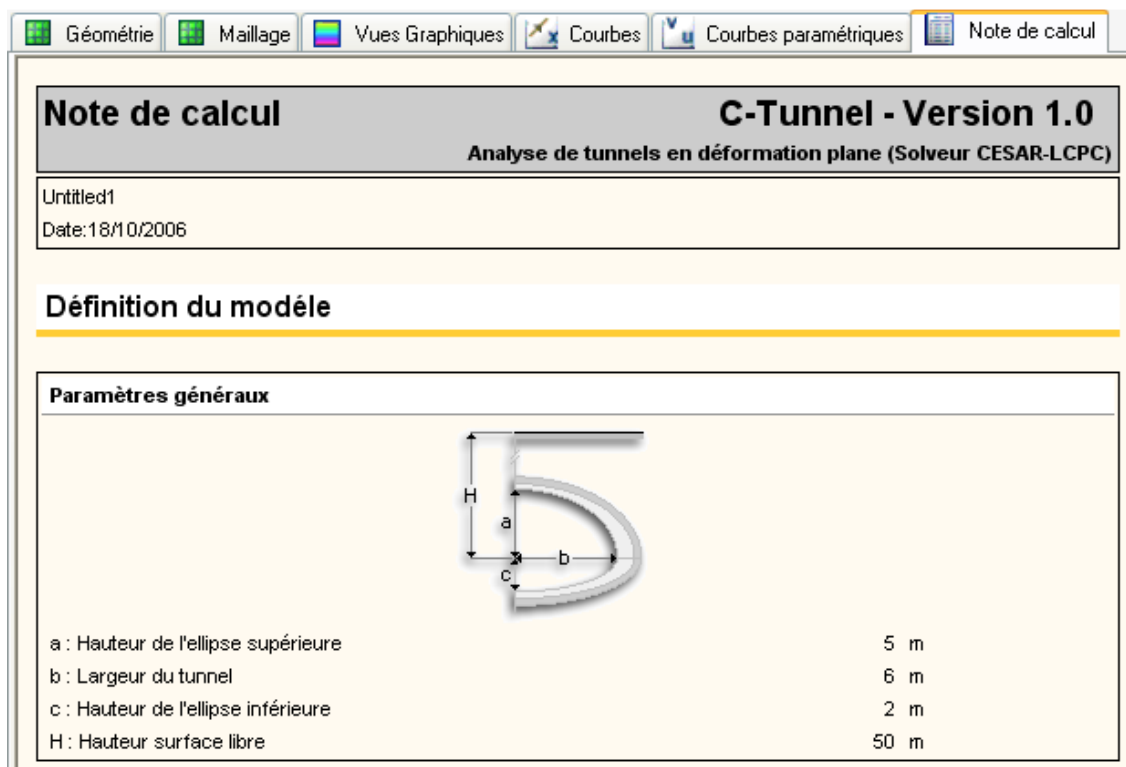 Géométrie Maillage Vues Graphiques Courbes Courbes paramétriques Note de calcul
Note de calcul C-Tunnel - Version 1.0
Analyse de tunnels en déformation plane (Solveur CESAR-LCPC)
Untitled1
Date:18/10/2006
Définition du modéle
Paramètres généraux
H
a
b
c
a : Hauteur de l'ellipse supérieure 5 m
b : Largeur du tunnel 6 m
c : Hauteur de l'ellipse inférieure 2 m
H : Hauteur surface libre 50 m